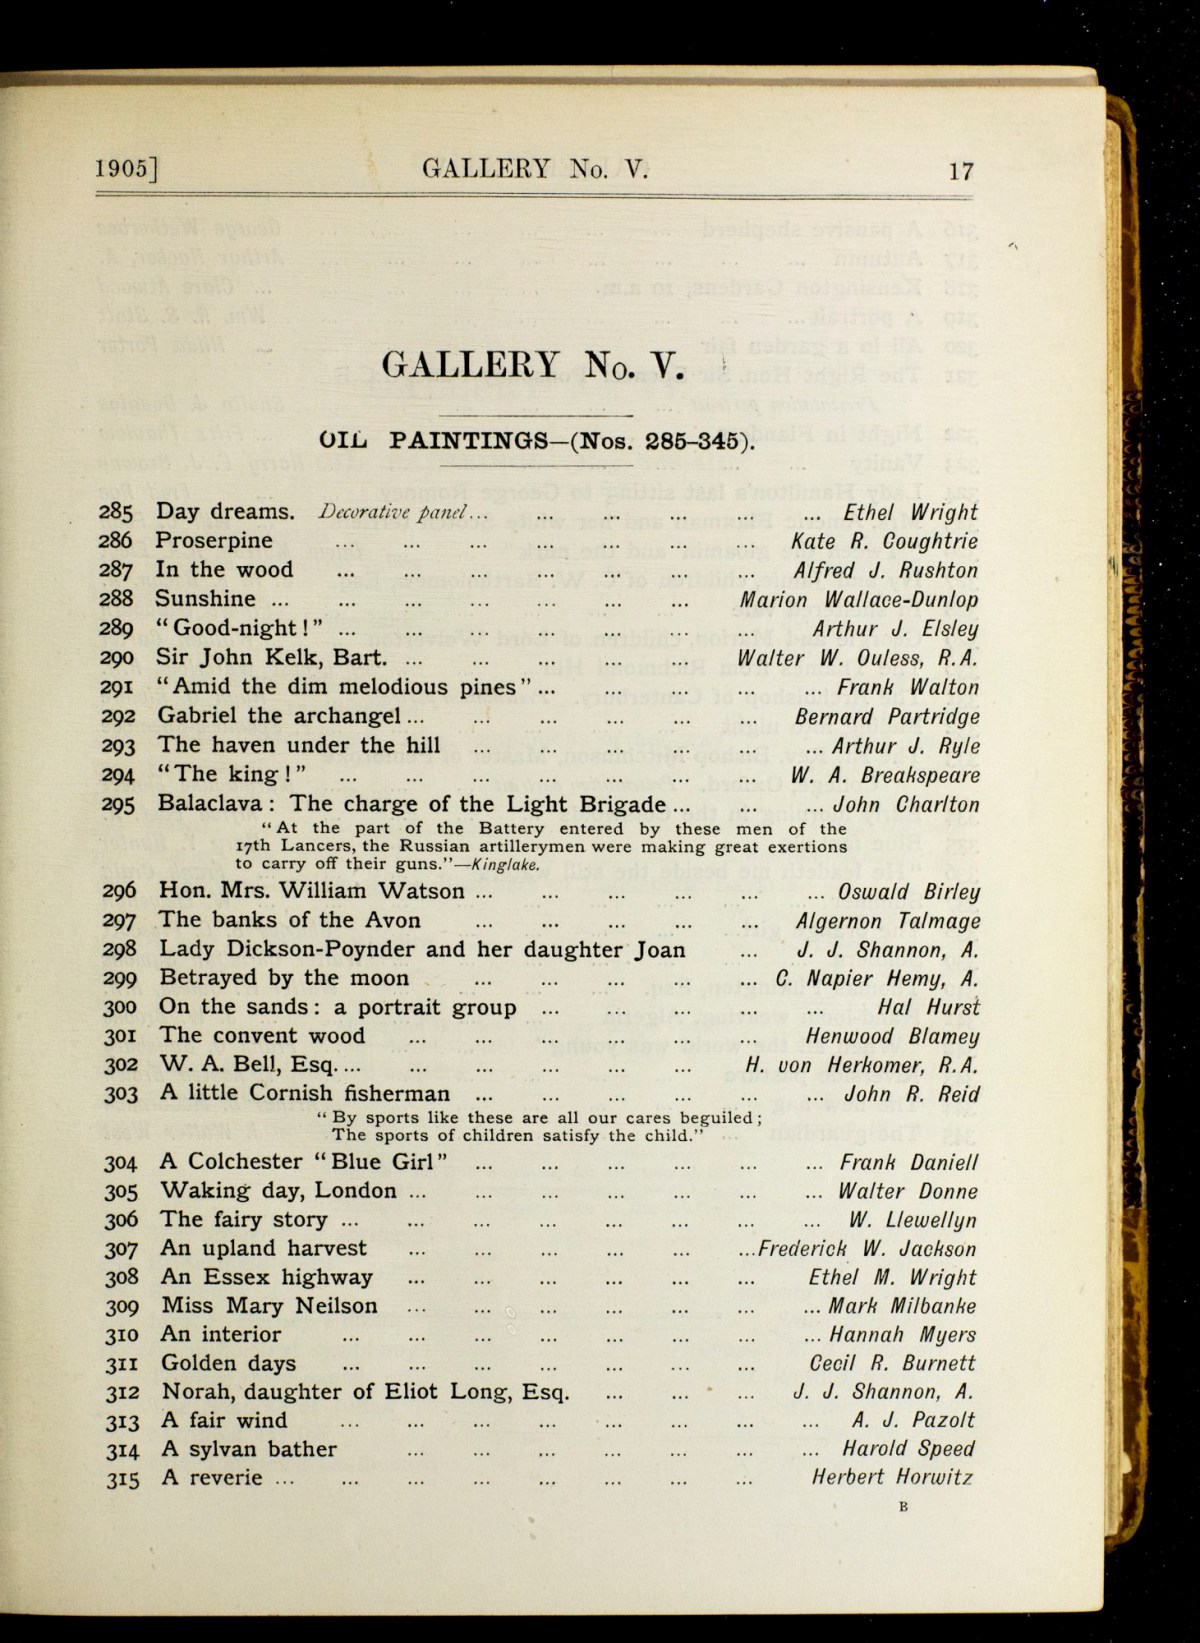 1905] GALLERY No. V. 17
GALLERY No. V.
OIL PAINTINGS—(Nos. 285–345).
285 Day dreams. Decorative panel... ... ... ... ... Ethel Wright
286 Proserpine ... ... ... ... ... ... ... Kate R. Coughtrie
287 In the wood ... ... ... ... ... ... ... Alfred J. Rushton
288 Sunshine ... ... ... ... ... ... ... Marion Wallace-Dunlop
289 "Good-night!" ... ... ... ... ... ... ... Arthur J. Elsley
290 Sir John Kelk, Bart. ... ... ... ... ... Walter W. Ouless, R.A.
291 "Amid the dim melodious pines"... ... ... ... ... Frank Walton
292 Gabriel the archangel... ... ... ... ... ... Bernard Partridge
293 The haven under the hill ... ... ... ... ... ... Arthur J. Ryle
294 "The king!" ... ... ... ... ... ... ... W. A. Breakspeare
295 Balaclava: The charge of the Light Brigade... ... ... John Charlton
"At the part of the Battery entered by these men of the
17th Lancers, the Russian artillerymen were making great exertions
to carry off their guns."—Kinglake.
296 Hon. Mrs. William Watson ... ... ... ... ... ... Oswald Birley
297 The banks of the Avon ... ... ... ... ... Algernon Talmage
298 Lady Dickson-Poynder and her daughter Joan ... J. J. Shannon, A.
299 Betrayed by the moon ... ... ... ... ... C. Napier Hemy, A.
300 On the sands: a portrait group ... ... ... ... ... Hal Hurst
301 The convent wood ... ... ... ... ... ... Henwood Blamey
302 W. A. Bell, Esq.... ... ... ... ... ... H. von Herkomer, R.A.
303 A little Cornish fisherman ... ... ... ... ... ... John R. Reid
"By sports like these are all our cares beguiled;
The sports of children satisfy the child."
304 A Colchester "Blue Girl" ... ... ... ... ... ... Frank Daniell
305 Waking day, London ... ... ... ... ... ... ... Walter Donne
306 The fairy story ... ... ... ... ... ... ... ... W. Llewellyn
307 An upland harvest ... ... ... ... ... ...Frederick W. Jackson
308 An Essex highway ... ... ... ... ... ... Ethel M. Wright
309 Miss Mary Neilson ... ... ... ... ... ... ... Mark Milbanke
310 An interior ... ... ... ... ... ... ... ... Hannah Myers
311 Golden days ... ... ... ... ... ... ... Cecil R. Burnett
312 Norah, daughter of Eliot Long, Esq. ... ... ... J. J. Shannon, A.
313 A fair wind ... ... ... ... ... ... ... ... A. J. Pazolt
314 A sylvan bather ... ... ... ... ... ... ... Harold Speed
315 A reverie ... ... ... ... ... ... ... ... Herbert Horwitz
B